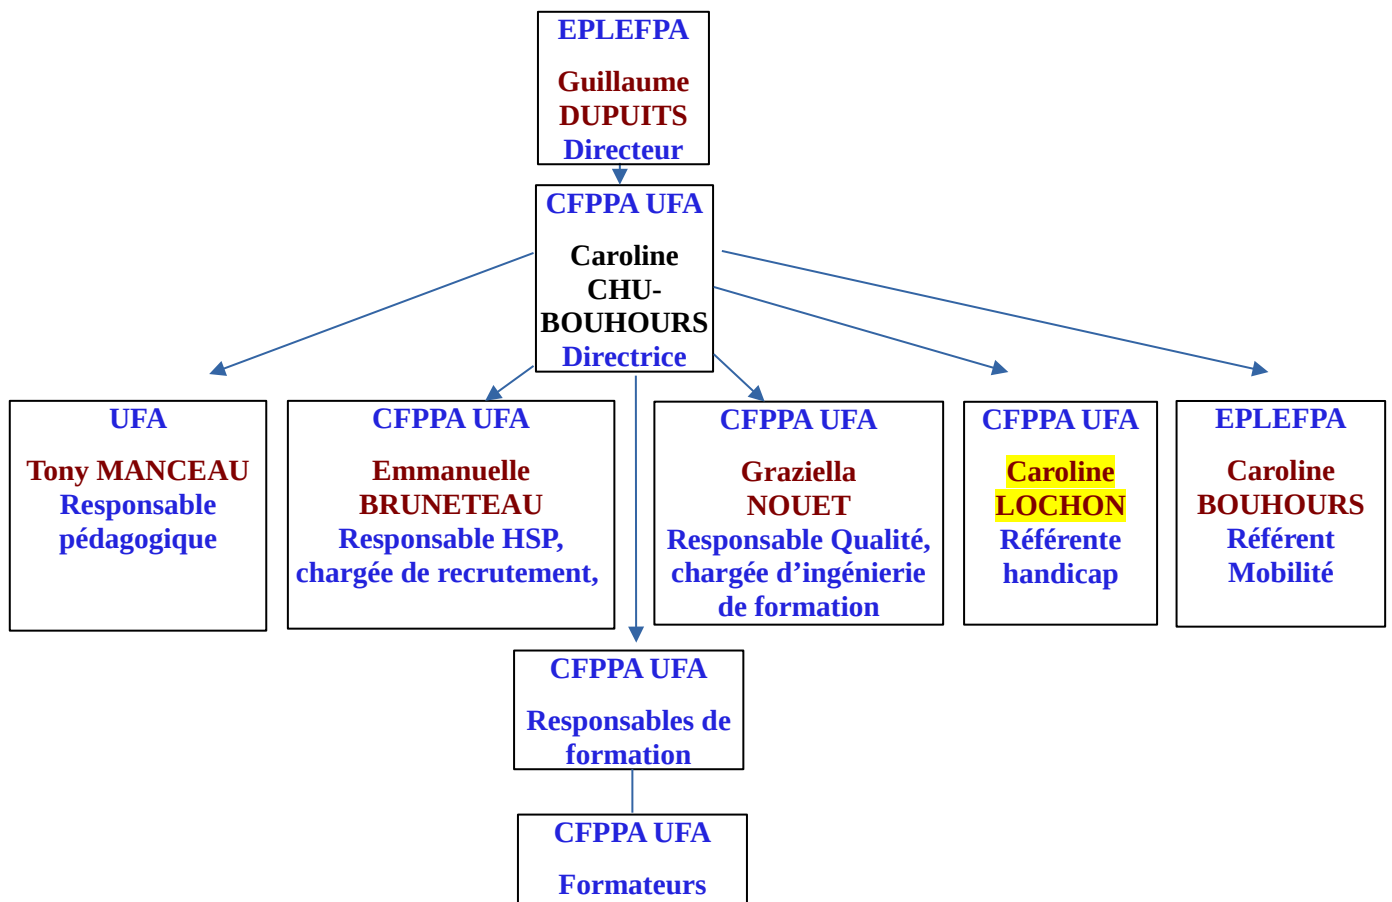 EPLEFPA
Guillaume
DUPUITS
Directeur
CFPPA UFA
Caroline
CHU-
BOUHOURS
Directrice
UFA
Tony MANCEAU
Responsable
pédagogique
CFPPA UFA
Emmanuelle
BRUNETEAU
Responsable HSP,
chargée de recrutement,
CFPPA UFA
Graziella
NOUET
Responsable Qualité,
chargée d’ingénierie
de formation
CFPPA UFA
Caroline
LOCHON
Référente
handicap
EPLEFPA
Caroline
BOUHOURS
Référent
Mobilité
CFPPA UFA
Responsables de
formation
CFPPA UFA
Formateurs